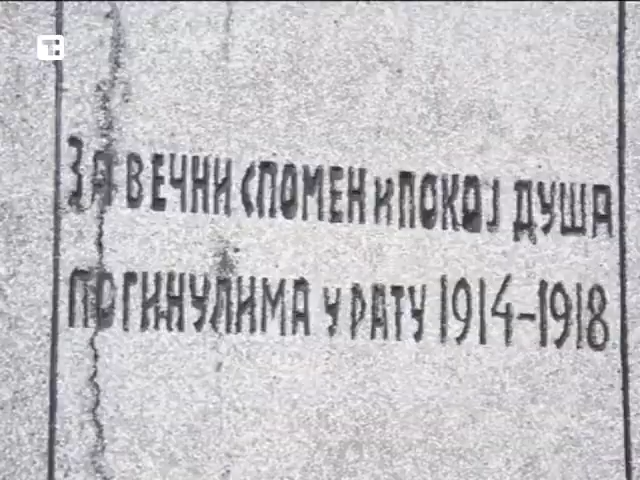 ЗА ВЕЧНИ СПОМЕН И ПОКОЈ ДУША
ПОГИНУЛИМА У РАТУ 1914-1918